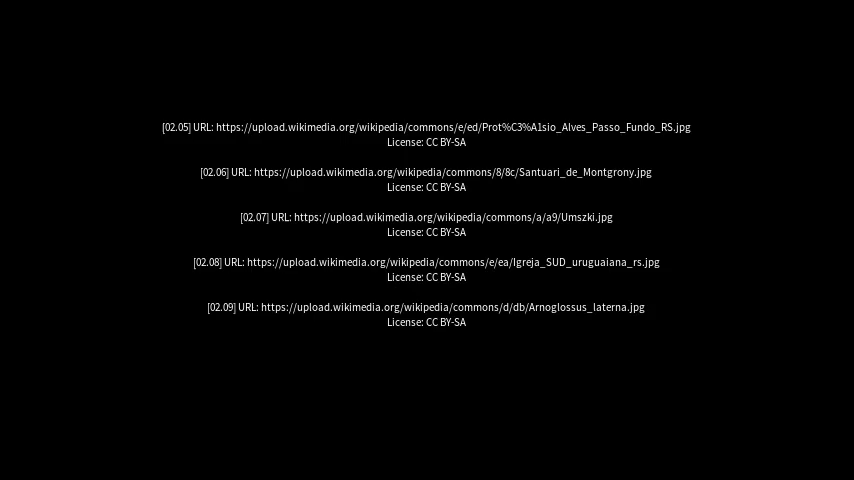 [02.05] URL: https://upload.wikimedia.org/wikipedia/commons/e/ed/Prot%C3%A1sio_Alves_Passo_Fundo_RS.jpg
License: CC BY-SA
[02.06] URL: https://upload.wikimedia.org/wikipedia/commons/8/8c/Santuari_de_Montgrony.jpg
License: CC BY-SA
[02.07] URL: https://upload.wikimedia.org/wikipedia/commons/a/a9/Umszki.jpg
License: CC BY-SA
[02.08] URL: https://upload.wikimedia.org/wikipedia/commons/e/ea/Igreja_SUD_uruguaiana_rs.jpg
License: CC BY-SA
[02.09] URL: https://upload.wikimedia.org/wikipedia/commons/d/db/Arnoglossus_laterna.jpg
License: CC BY-SA